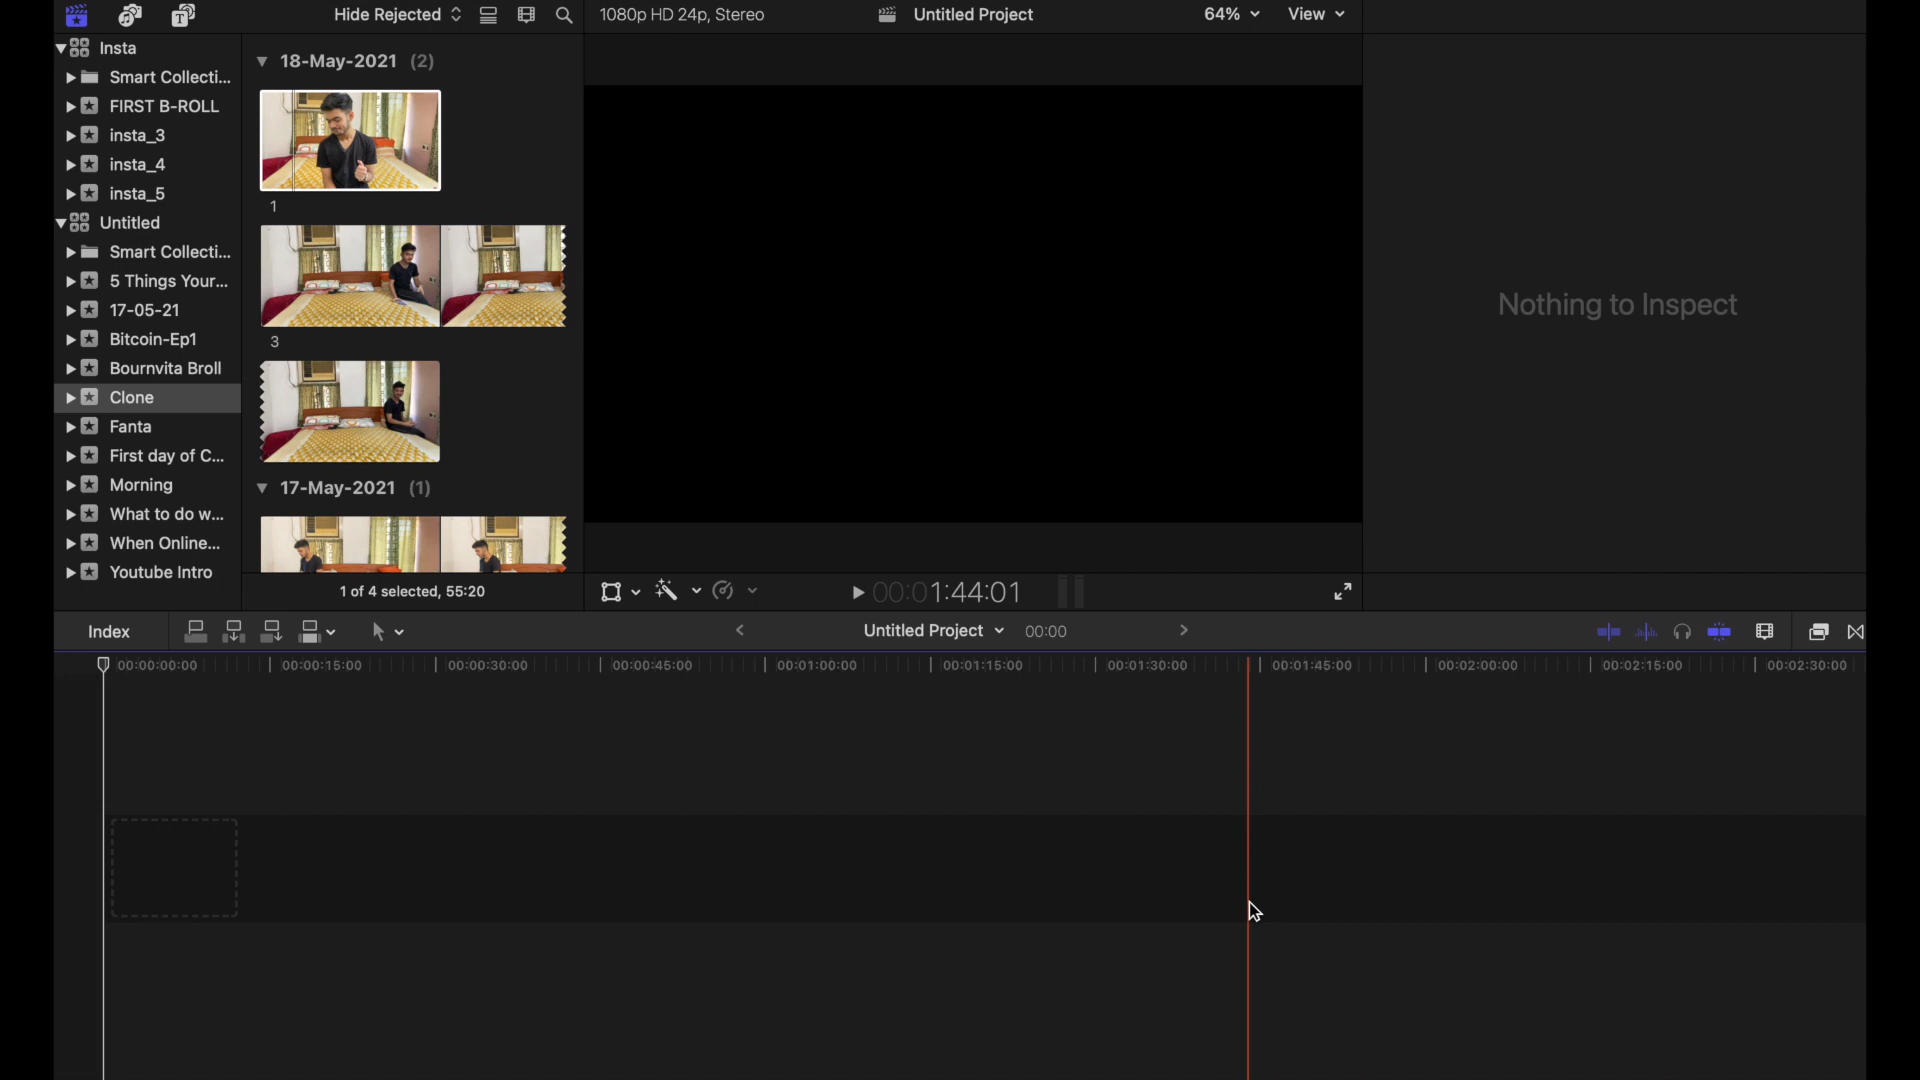 Hide Rejected
1080p HD 24p, Stereo
Untitled Project
64%
View
Insta
Smart Collecti...
FIRST B-ROLL
insta_3
insta_4
insta_5
Untitled
Smart Collecti...
5 Things Your...
17-05-21
Bitcoin-Ep1
Bournvita Broll
Clone
Fanta
First day of C...
Morning
What to do w...
When Online...
Youtube Intro
18-May-2021 (2)
1
3
17-May-2021 (1)
1 of 4 selected, 55:20
Nothing to Inspect
00:01:44:01
Index
Untitled Project
00:00
00:00:00:00
00:00:15:00
00:00:30:00
00:00:45:00
00:01:00:00
00:01:15:00
00:01:30:00
00:01:45:00
00:02:00:00
00:02:15:00
00:02:30:00